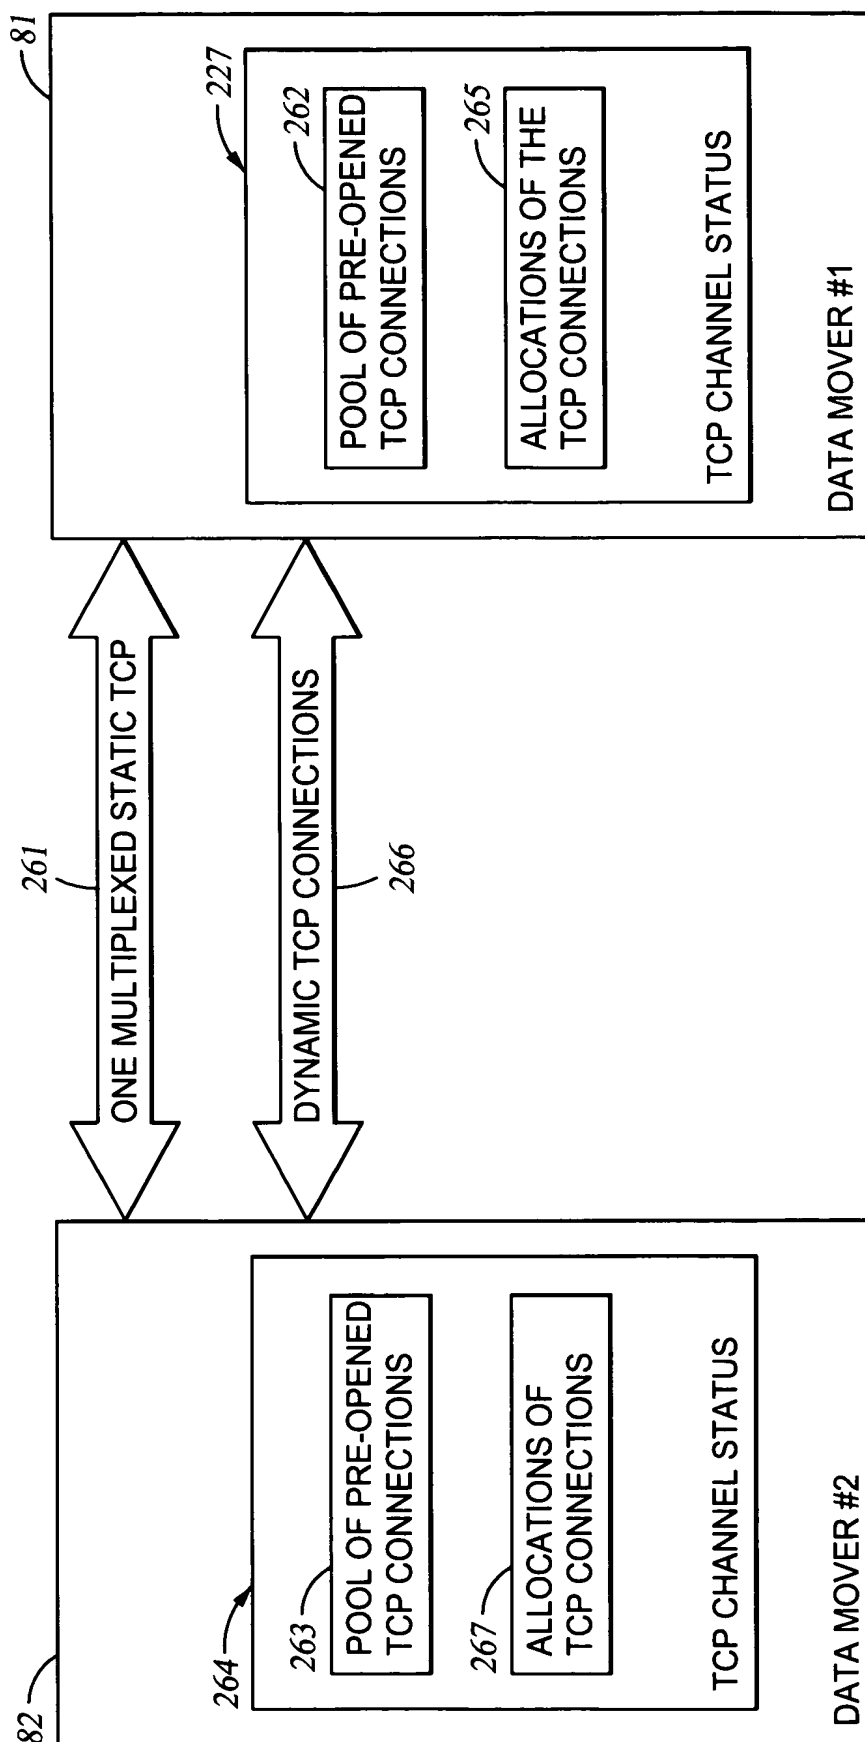 82
264
263
POOL OF PRE-OPENED
TCP CONNECTIONS
267
ALLOCATIONS OF
TCP CONNECTIONS
TCP CHANNEL STATUS
DATA MOVER #2
261
ONE MULTIPLEXED STATIC TCP
DYNAMIC TCP CONNECTIONS
266
81
227
262
POOL OF PRE-OPENED
TCP CONNECTIONS
265
ALLOCATIONS OF THE
TCP CONNECTIONS
TCP CHANNEL STATUS
DATA MOVER #1